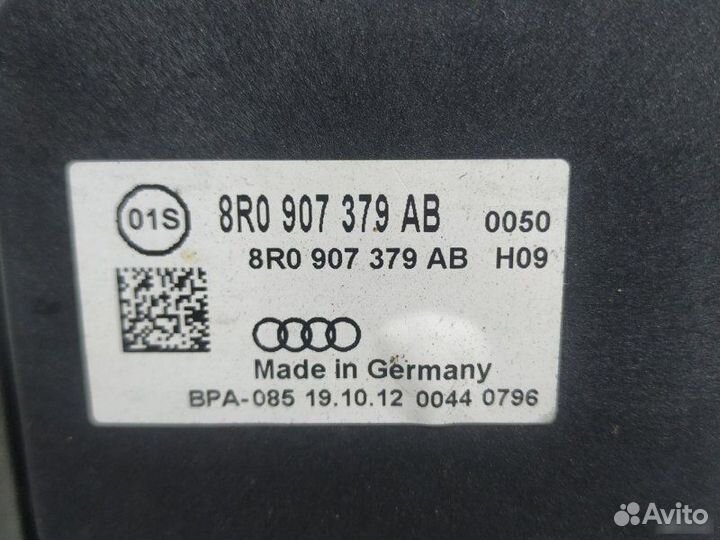 01S 8R0 907 379 AB 0050
8R0 907 379 AB H09
Made in Germany
BPA-085 19.10.12 0044 0796
Avito